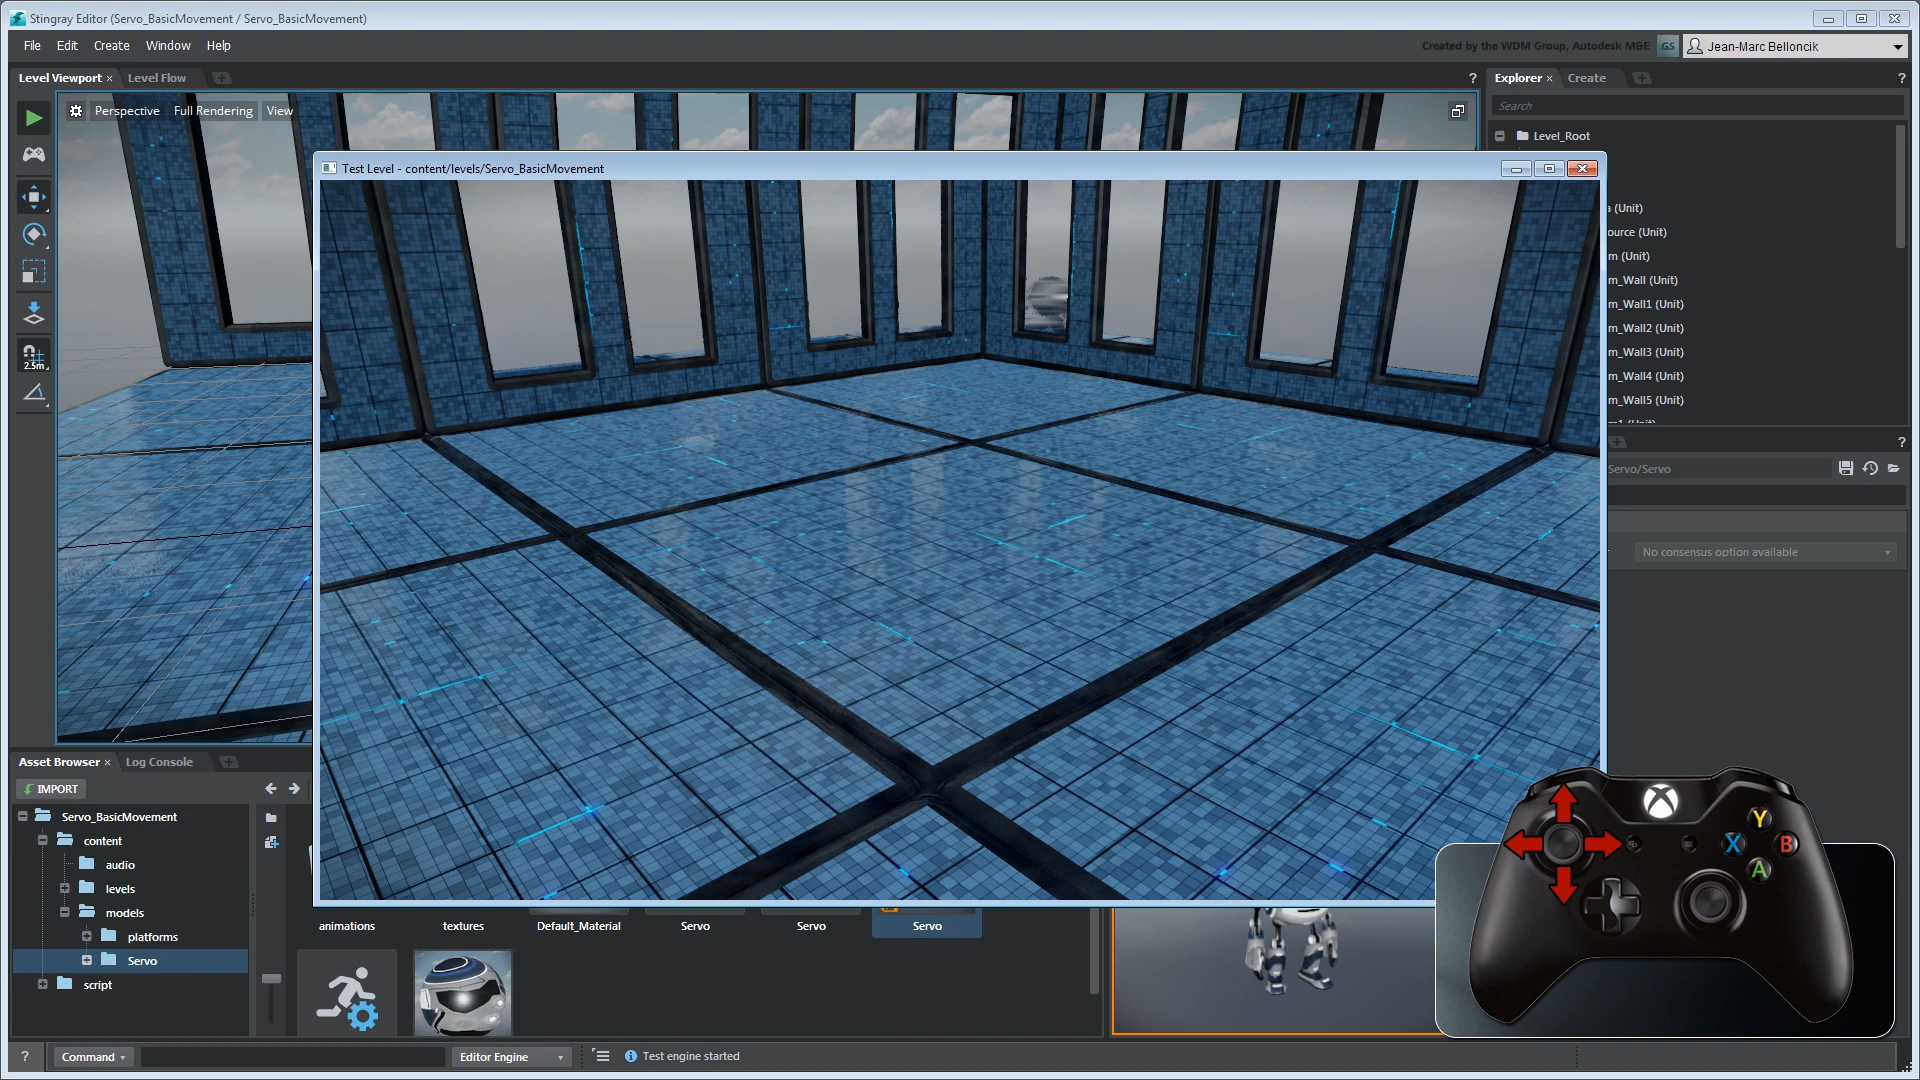 Stingray Editor (Servo_BasicMovement / Servo_BasicMovement)
File Edit Create Window Help
Created by the WDM Group, Autodesk M&E GS Jean-Marc Belloncik
Level Viewport × Level Flow
?
Explorer × Create
?
Perspective Full Rendering View
Search
Level_Root
Test Level - content/levels/Servo_BasicMovement
(Unit)
ource (Unit)
m (Unit)
m_Wall (Unit)
m_Wall1 (Unit)
m_Wall2 (Unit)
m_Wall3 (Unit)
m_Wall4 (Unit)
m_Wall5 (Unit)
2.5m
?
Servo/Servo
No consensus option available
Asset Browser × Log Console
IMPORT
Servo_BasicMovement
content
audio
levels
models
platforms
Servo
script
animations
textures
Default_Material
Servo
Servo
Servo
Y
X
B
A
?
Command
Editor Engine
Test engine started